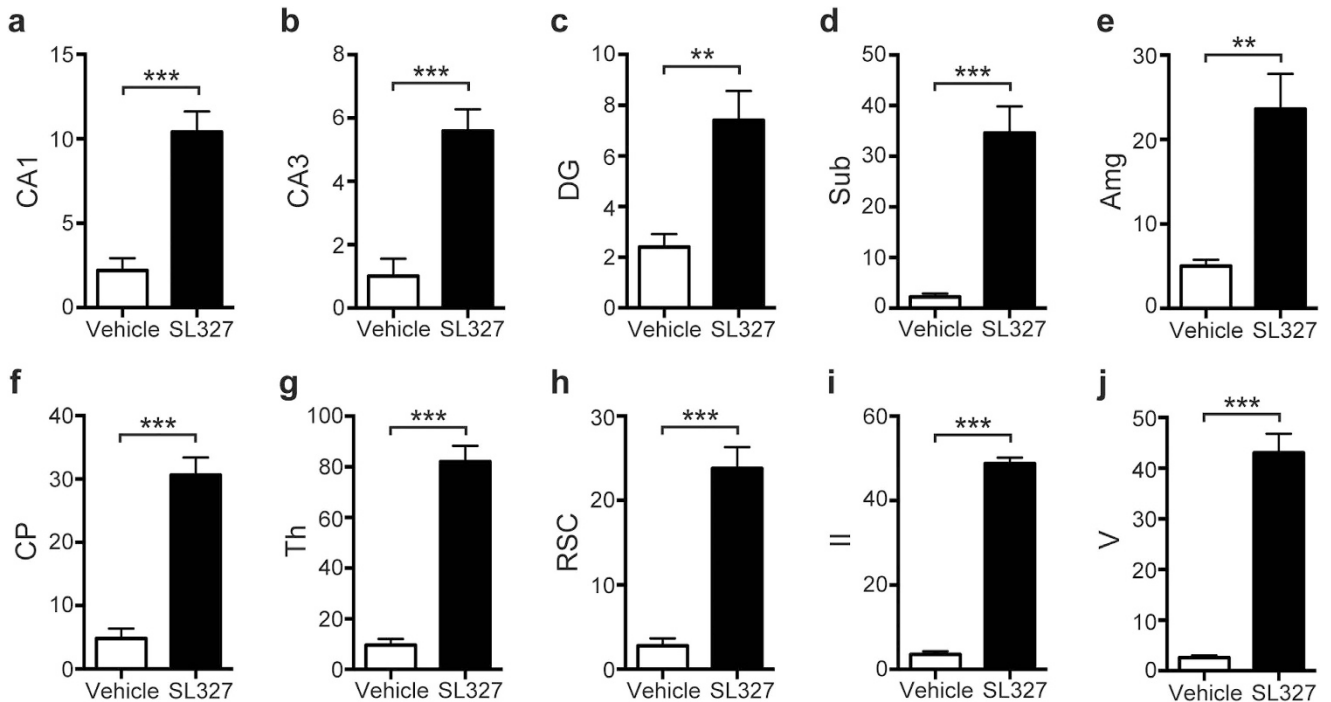 a
***
15
10
5
0
CA1
Vehicle SL327
b
***
8
6
4
2
0
CA3
Vehicle SL327
c
**
10
8
6
4
2
0
DG
Vehicle SL327
d
***
50
40
30
20
10
0
Sub
Vehicle SL327
e
**
30
20
10
0
Amg
Vehicle SL327
f
***
40
30
20
10
0
CP
Vehicle SL327
g
***
100
80
60
40
20
0
Th
Vehicle SL327
h
***
30
20
10
0
RSC
Vehicle SL327
i
***
60
40
20
0
II
Vehicle SL327
j
***
50
40
30
20
10
0
V
Vehicle SL327